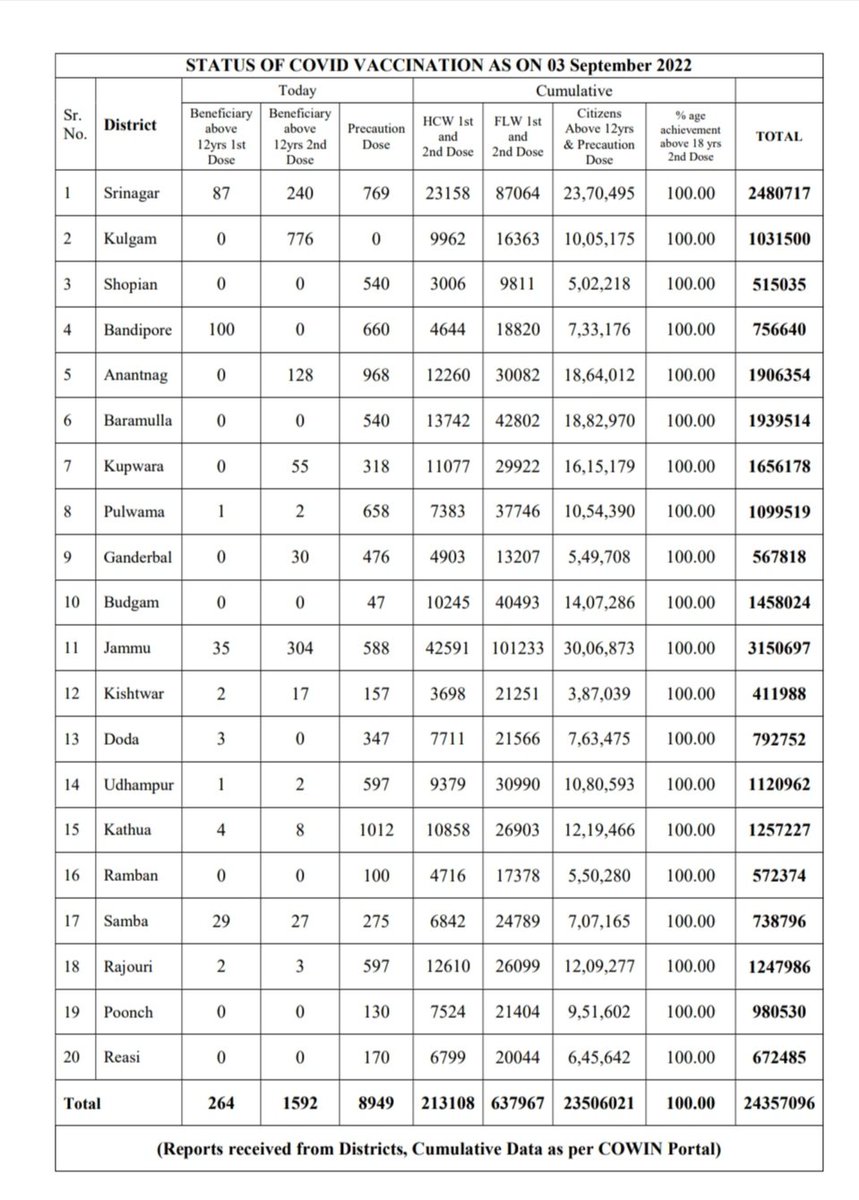 STATUS OF COVID VACCINATION AS ON 03 September 2022
Today Cumulative
Sr. No. District Beneficiary above 12yrs 1st Dose Beneficiary above 12yrs 2nd Dose Precaution Dose HCW 1st and 2nd Dose FLW 1st and 2nd Dose Citizens Above 12yrs & Precaution Dose % age achievement above 18 yrs 2nd Dose TOTAL
1 Srinagar 87 240 769 23158 87064 23,70,495 100.00 2480717
2 Kulgam 0 776 0 9962 16363 10,05,175 100.00 1031500
3 Shopian 0 0 540 3006 9811 5,02,218 100.00 515035
4 Bandipore 100 0 660 4644 18820 7,33,176 100.00 756640
5 Anantnag 0 128 968 12260 30082 18,64,012 100.00 1906354
6 Baramulla 0 0 540 13742 42802 18,82,970 100.00 1939514
7 Kupwara 0 55 318 11077 29922 16,15,179 100.00 1656178
8 Pulwama 1 2 658 7383 37746 10,54,390 100.00 1099519
9 Ganderbal 0 30 476 4903 13207 5,49,708 100.00 567818
10 Budgam 0 0 47 10245 40493 14,07,286 100.00 1458024
11 Jammu 35 304 588 42591 101233 30,06,873 100.00 3150697
12 Kishtwar 2 17 157 3698 21251 3,87,039 100.00 411988
13 Doda 3 0 347 7711 21566 7,63,475 100.00 792752
14 Udhampur 1 2 597 9379 30990 10,80,593 100.00 1120962
15 Kathua 4 8 1012 10858 26903 12,19,466 100.00 1257227
16 Ramban 0 0 100 4716 17378 5,50,280 100.00 572374
17 Samba 29 27 275 6842 24789 7,07,165 100.00 738796
18 Rajouri 2 3 597 12610 26099 12,09,277 100.00 1247986
19 Poonch 0 0 130 7524 21404 9,51,602 100.00 980530
20 Reasi 0 0 170 6799 20044 6,45,642 100.00 672485
Total 264 1592 8949 213108 637967 23506021 100.00 24357096
(Reports received from Districts, Cumulative Data as per COWIN Portal)